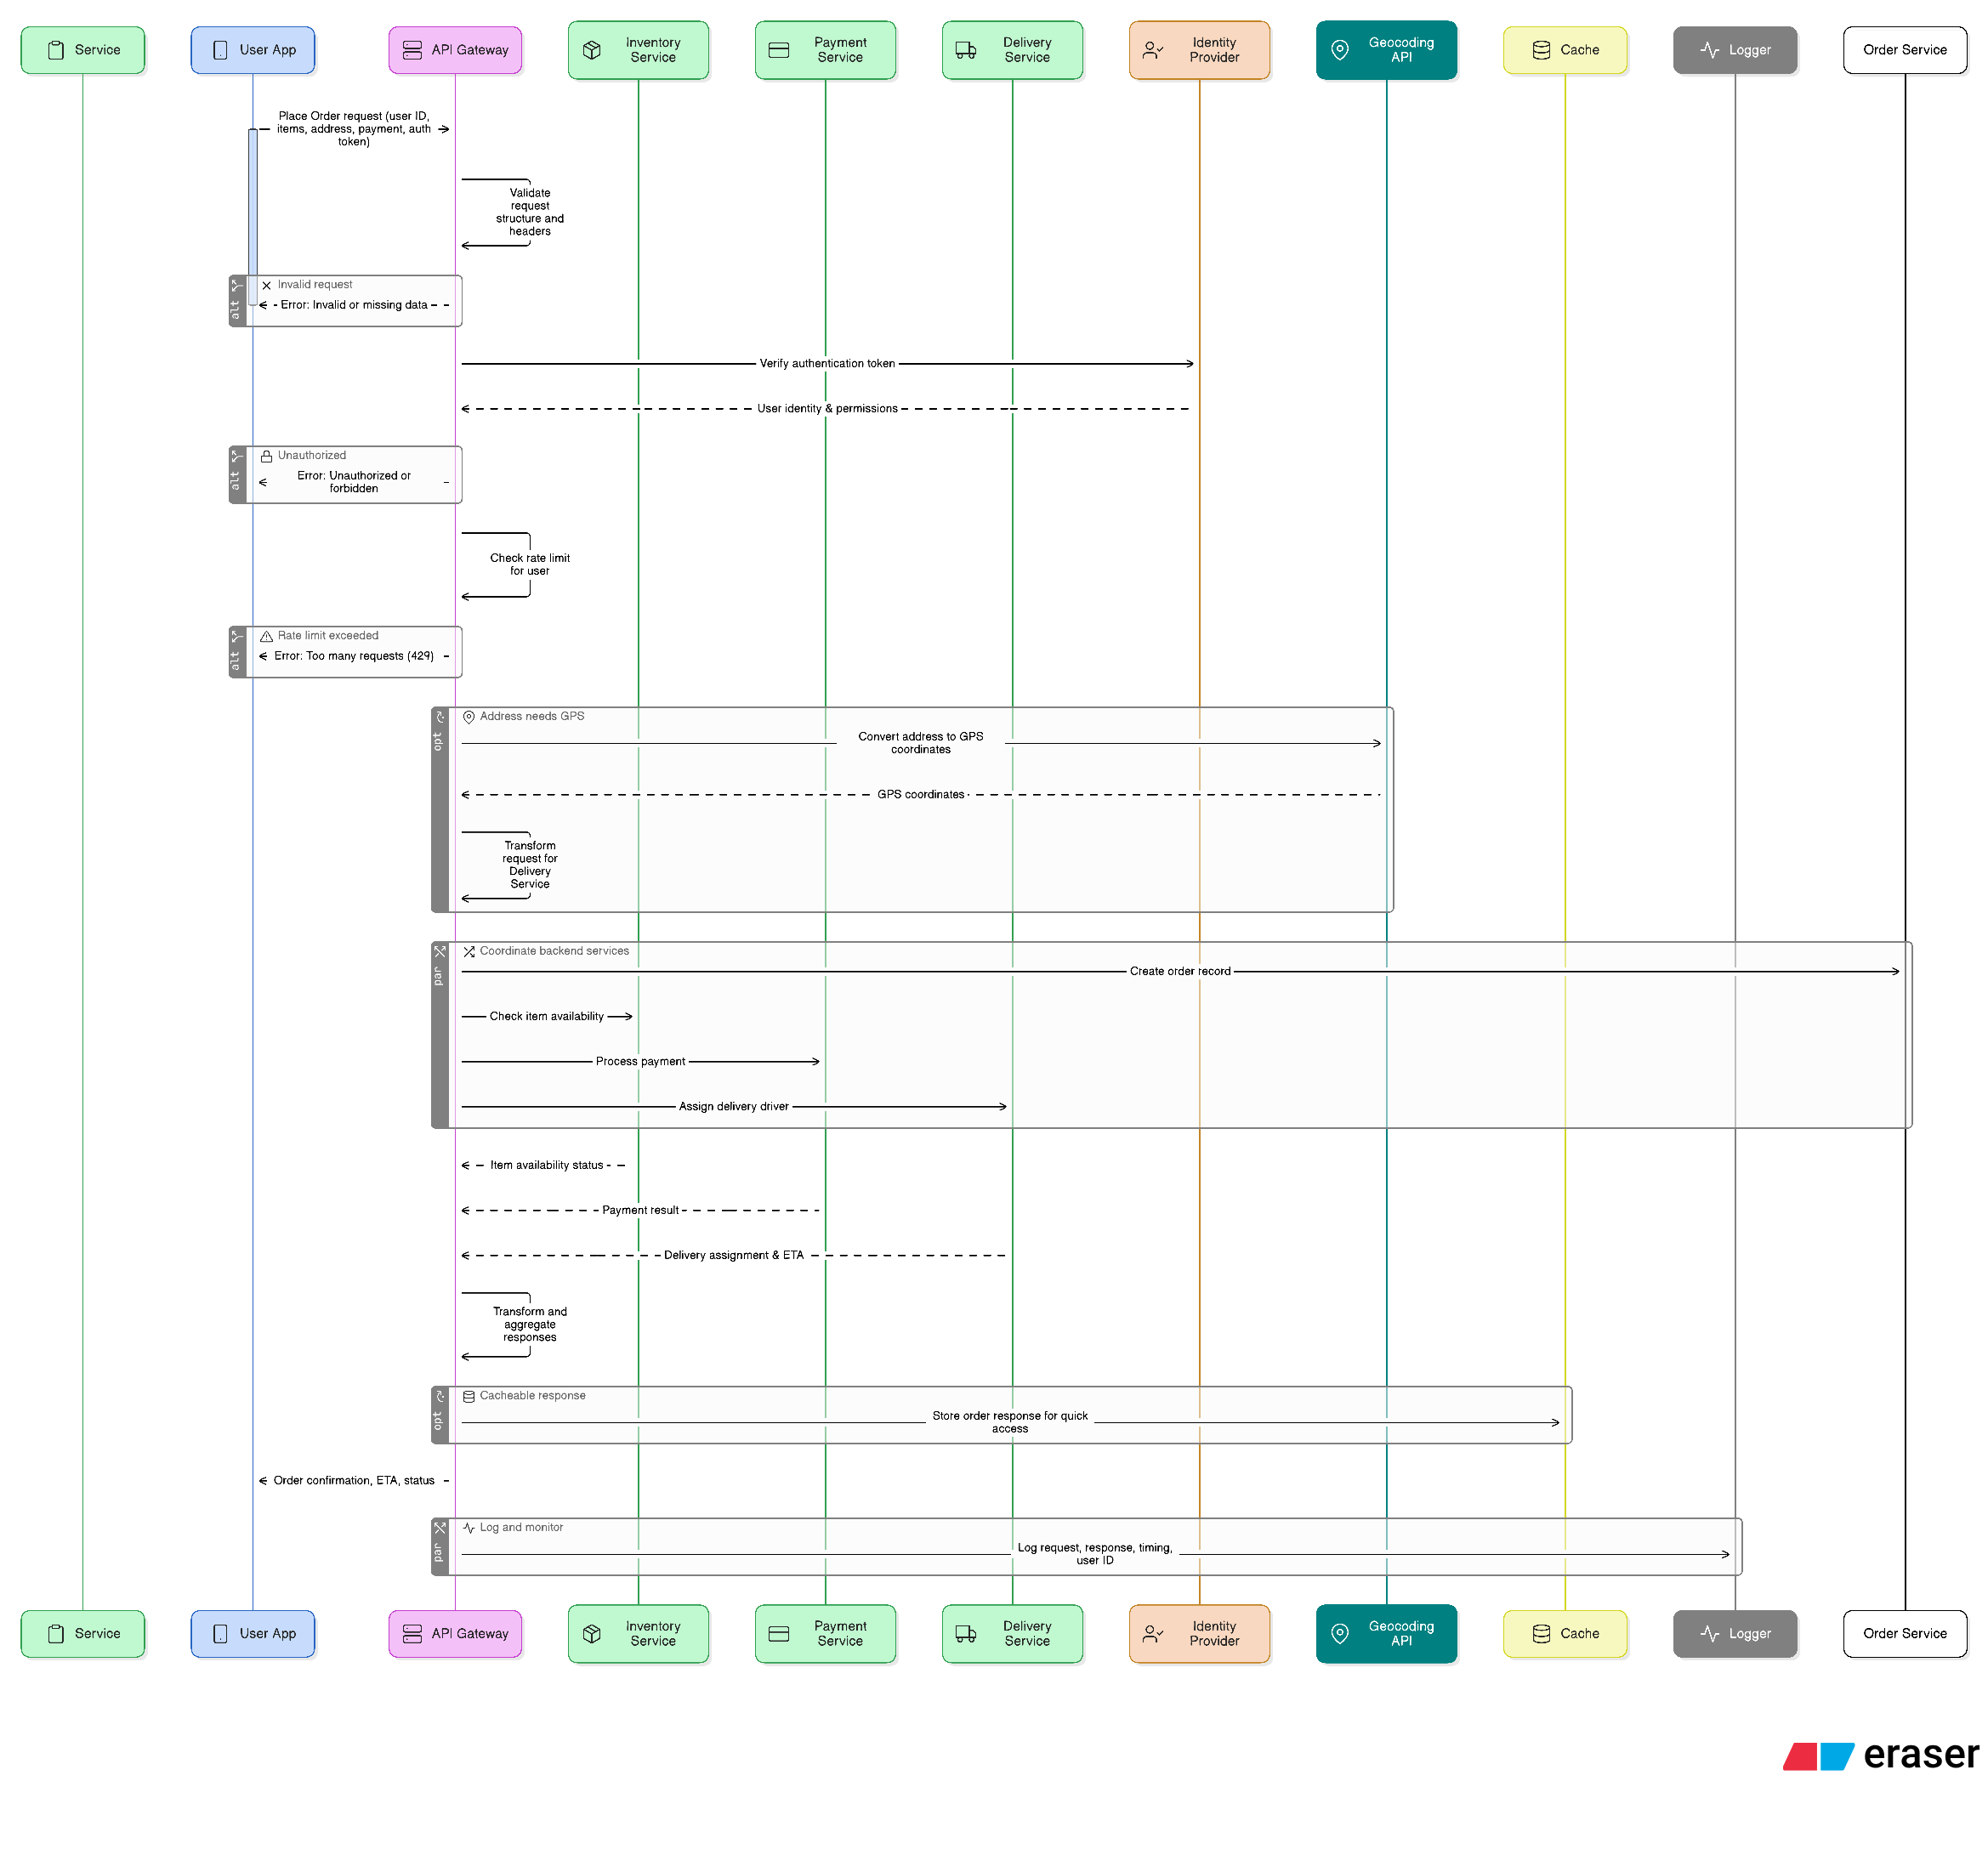 Service
User App
API Gateway
Inventory
Service
Payment
Service
Delivery
Service
Identity
Provider
Geocoding
API
Cache
Logger
Order Service
Place Order request (user ID,
items, address, payment, auth
token)
Validate
request
structure and
headers
alt
Invalid request
Error: Invalid or missing data
Verify authentication token
User identity & permissions
alt
Unauthorized
Error: Unauthorized or
forbidden
Check rate limit
for user
alt
Rate limit exceeded
Error: Too many requests (429)
opt
Address needs GPS
Convert address to GPS
coordinates
GPS coordinates
Transform
request for
Delivery
Service
par
Coordinate backend services
Create order record
Check item availability
Process payment
Assign delivery driver
Item availability status
Payment result
Delivery assignment & ETA
Transform and
aggregate
responses
opt
Cacheable response
Store order response for quick
access
Order confirmation, ETA, status
par
Log and monitor
Log request, response, timing,
user ID
Service
User App
API Gateway
Inventory
Service
Payment
Service
Delivery
Service
Identity
Provider
Geocoding
API
Cache
Logger
Order Service
eraser